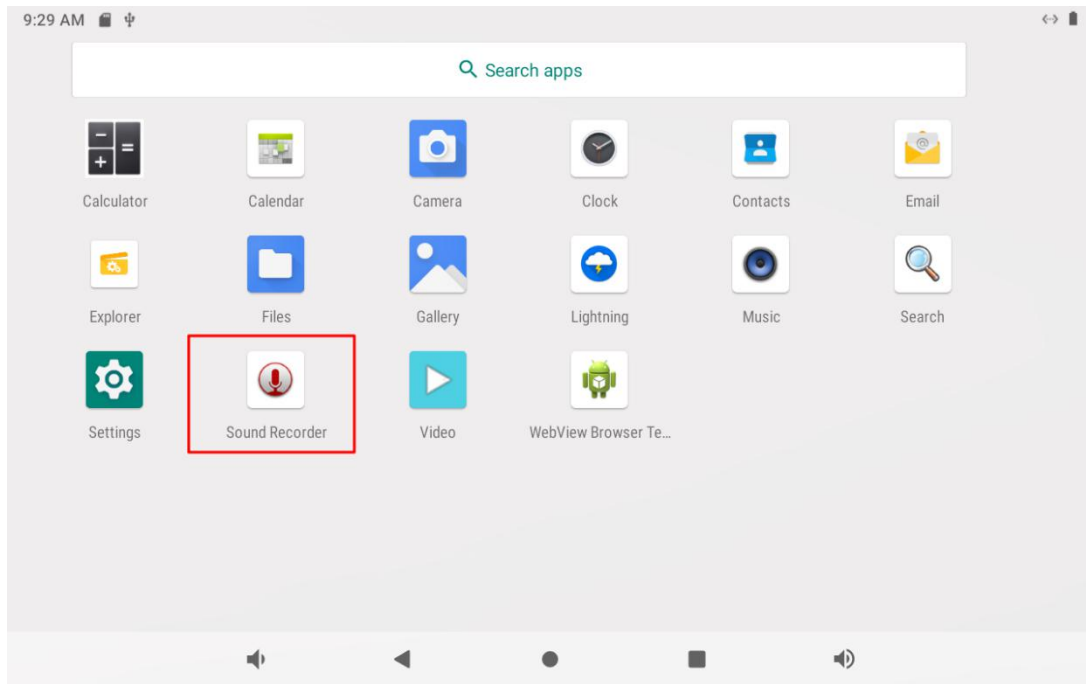 9:29 AM
Search apps
Calculator Calendar Camera Clock Contacts Email
Explorer Files Gallery Lightning Music Search
Settings Sound Recorder Video WebView Browser Te...